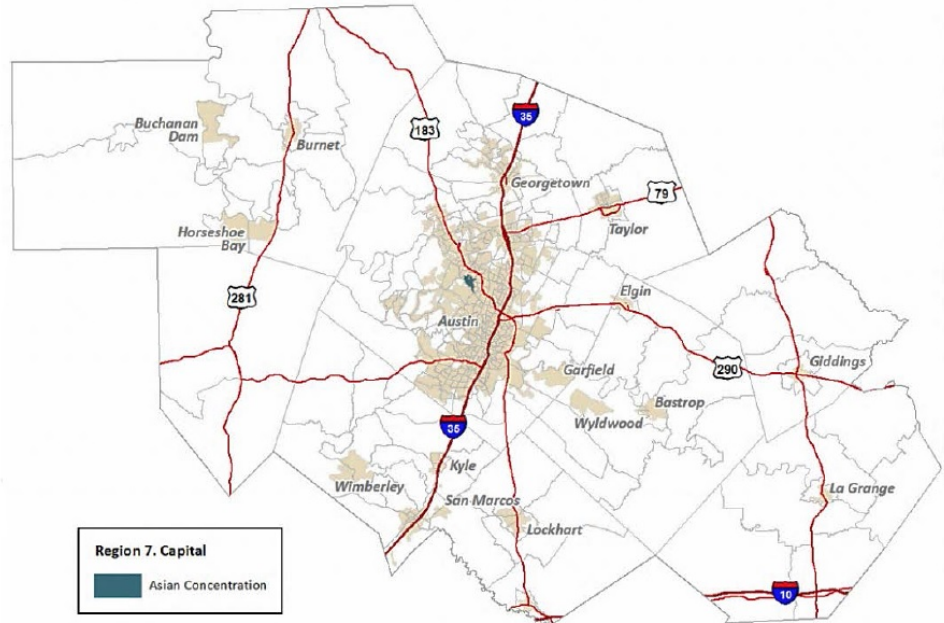 35
183
Buchanan
Dam
Burnet
Georgetown
79
Taylor
Horseshoe
Bay
281
Elgin
Austin
290
Giddings
Garfield
Bastrop
Wyldwood
35
Kyle
Wimberley
San Marcos
La Grange
Lockhart
Region 7. Capital
Asian Concentration
10